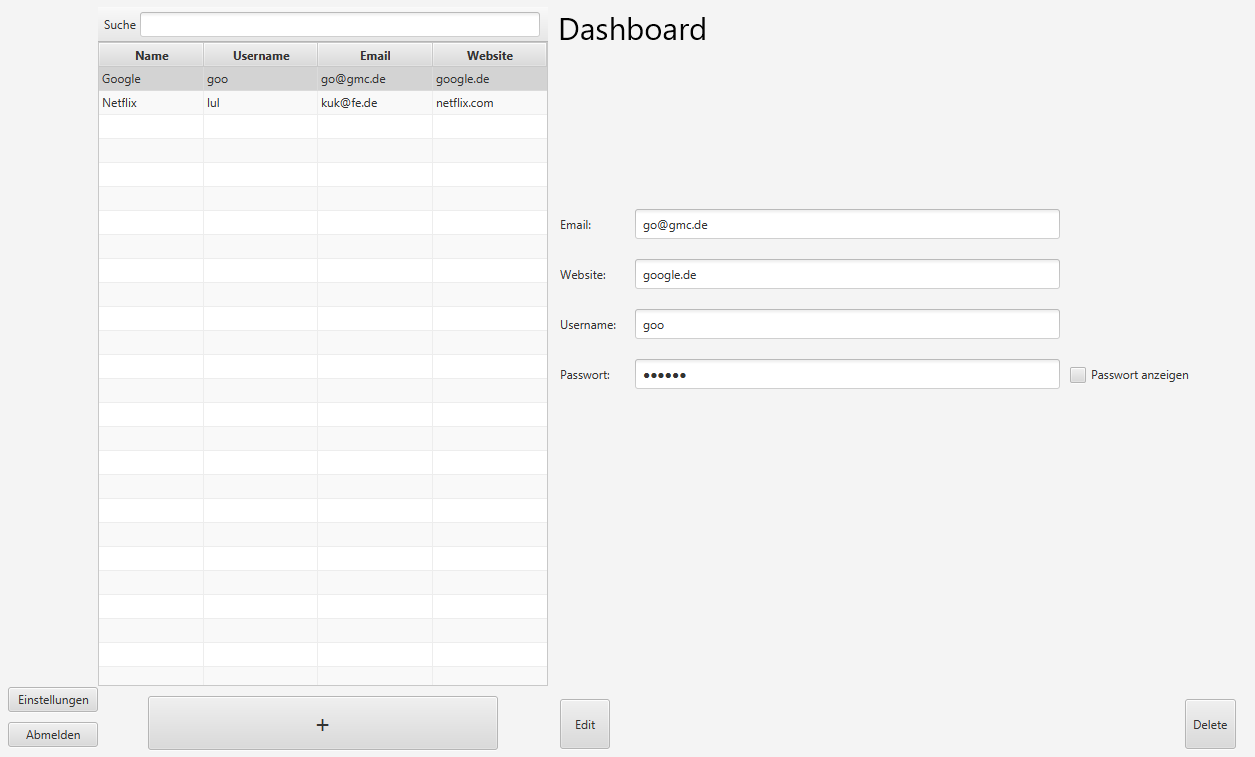 Suche
Dashboard
Name Username Email Website
Google goo go@gmc.de google.de
Netflix lul kuk@fe.de netflix.com
Email: go@gmc.de
Website: google.de
Username: goo
Passwort: ●●●●●● Passwort anzeigen
Einstellungen
Abmelden
+
Edit
Delete